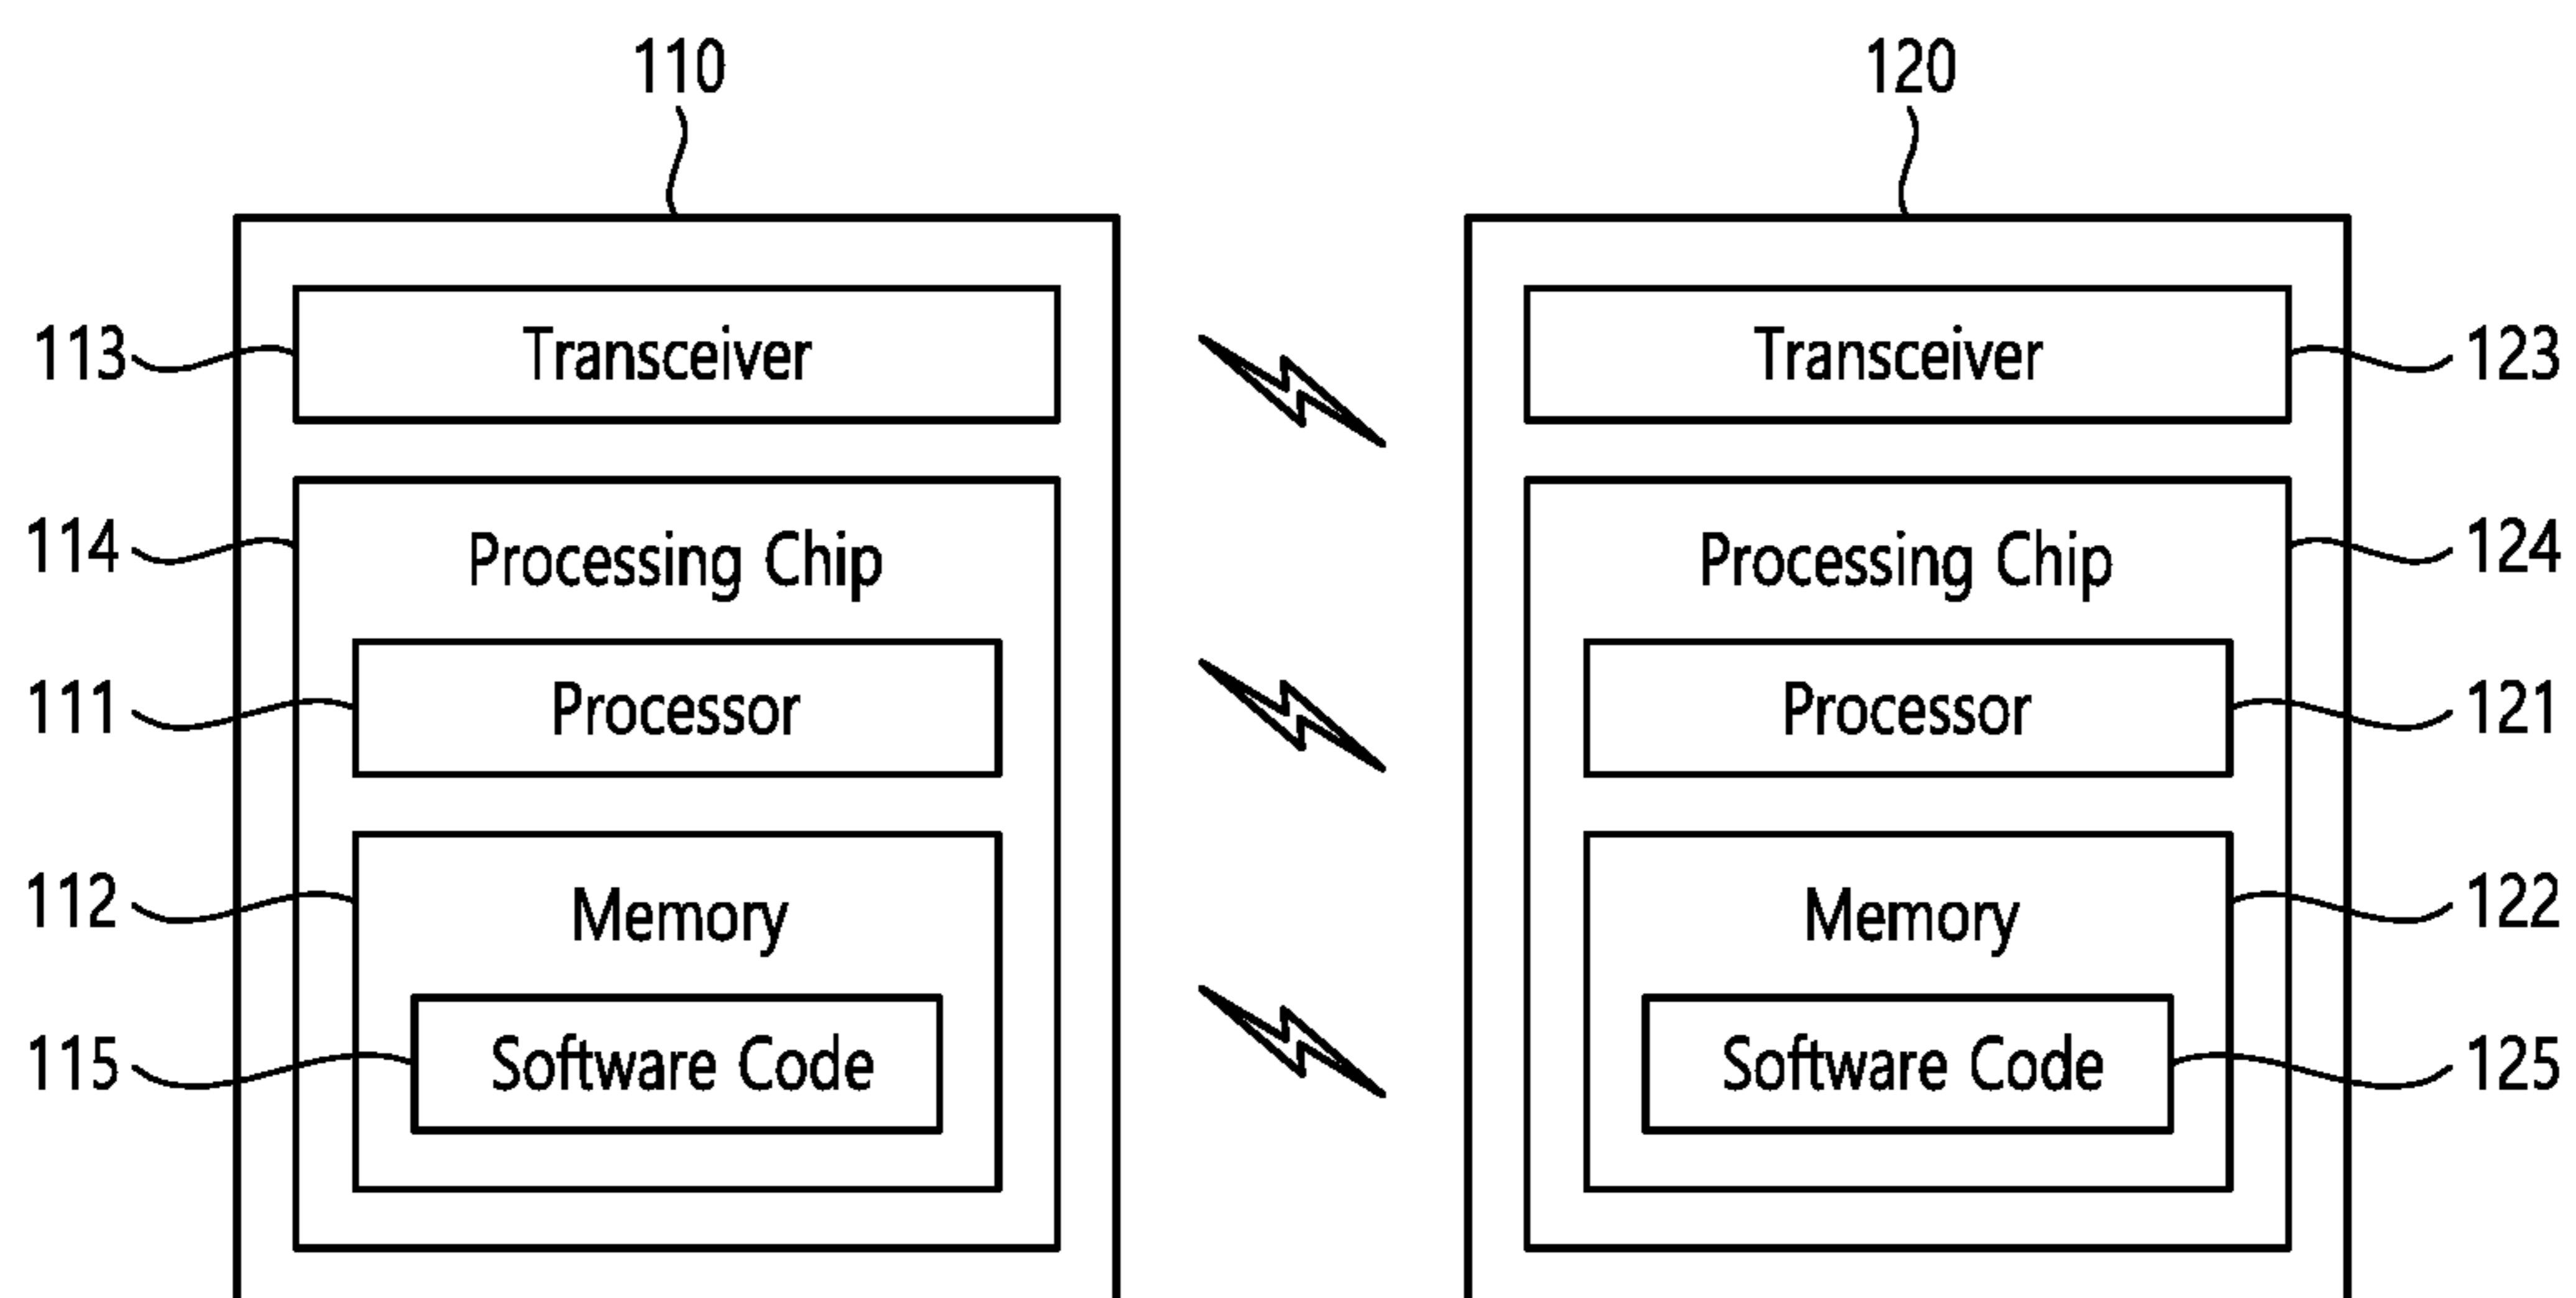 110
120
113 Transceiver
Transceiver 123
114 Processing Chip
Processing Chip 124
111 Processor
Processor 121
112 Memory
Memory 122
115 Software Code
Software Code 125